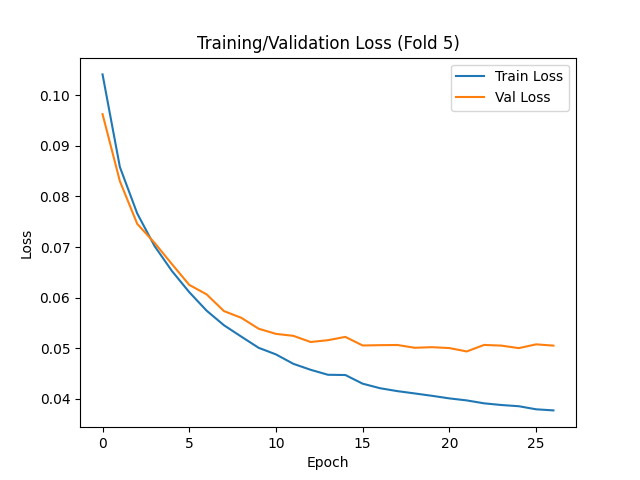 Training/Validation Loss (Fold 5)
Train Loss
Val Loss
Loss
0.10
0.09
0.08
0.07
0.06
0.05
0.04
0 5 10 15 20 25
Epoch